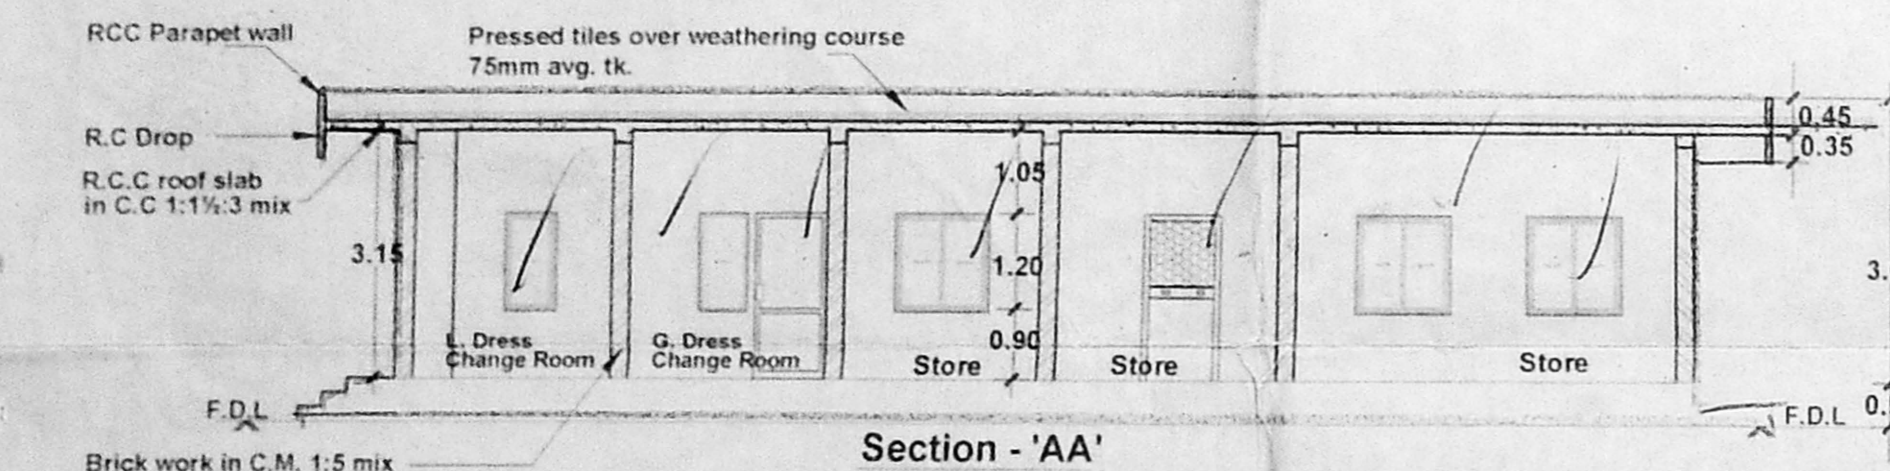 RCC Parapet wall
Pressed tiles over weathering course
75mm avg. tk.
R.C Drop
R.C.C roof slab
in C.C 1:1½:3 mix
0.45
0.35
1.05
3.15
1.20
3.
0.90
L. Dress
Change Room
G. Dress
Change Room
Store
Store
Store
F.D.L
0.
F.D.L
Section - 'AA'
Brick work in C.M. 1:5 mix